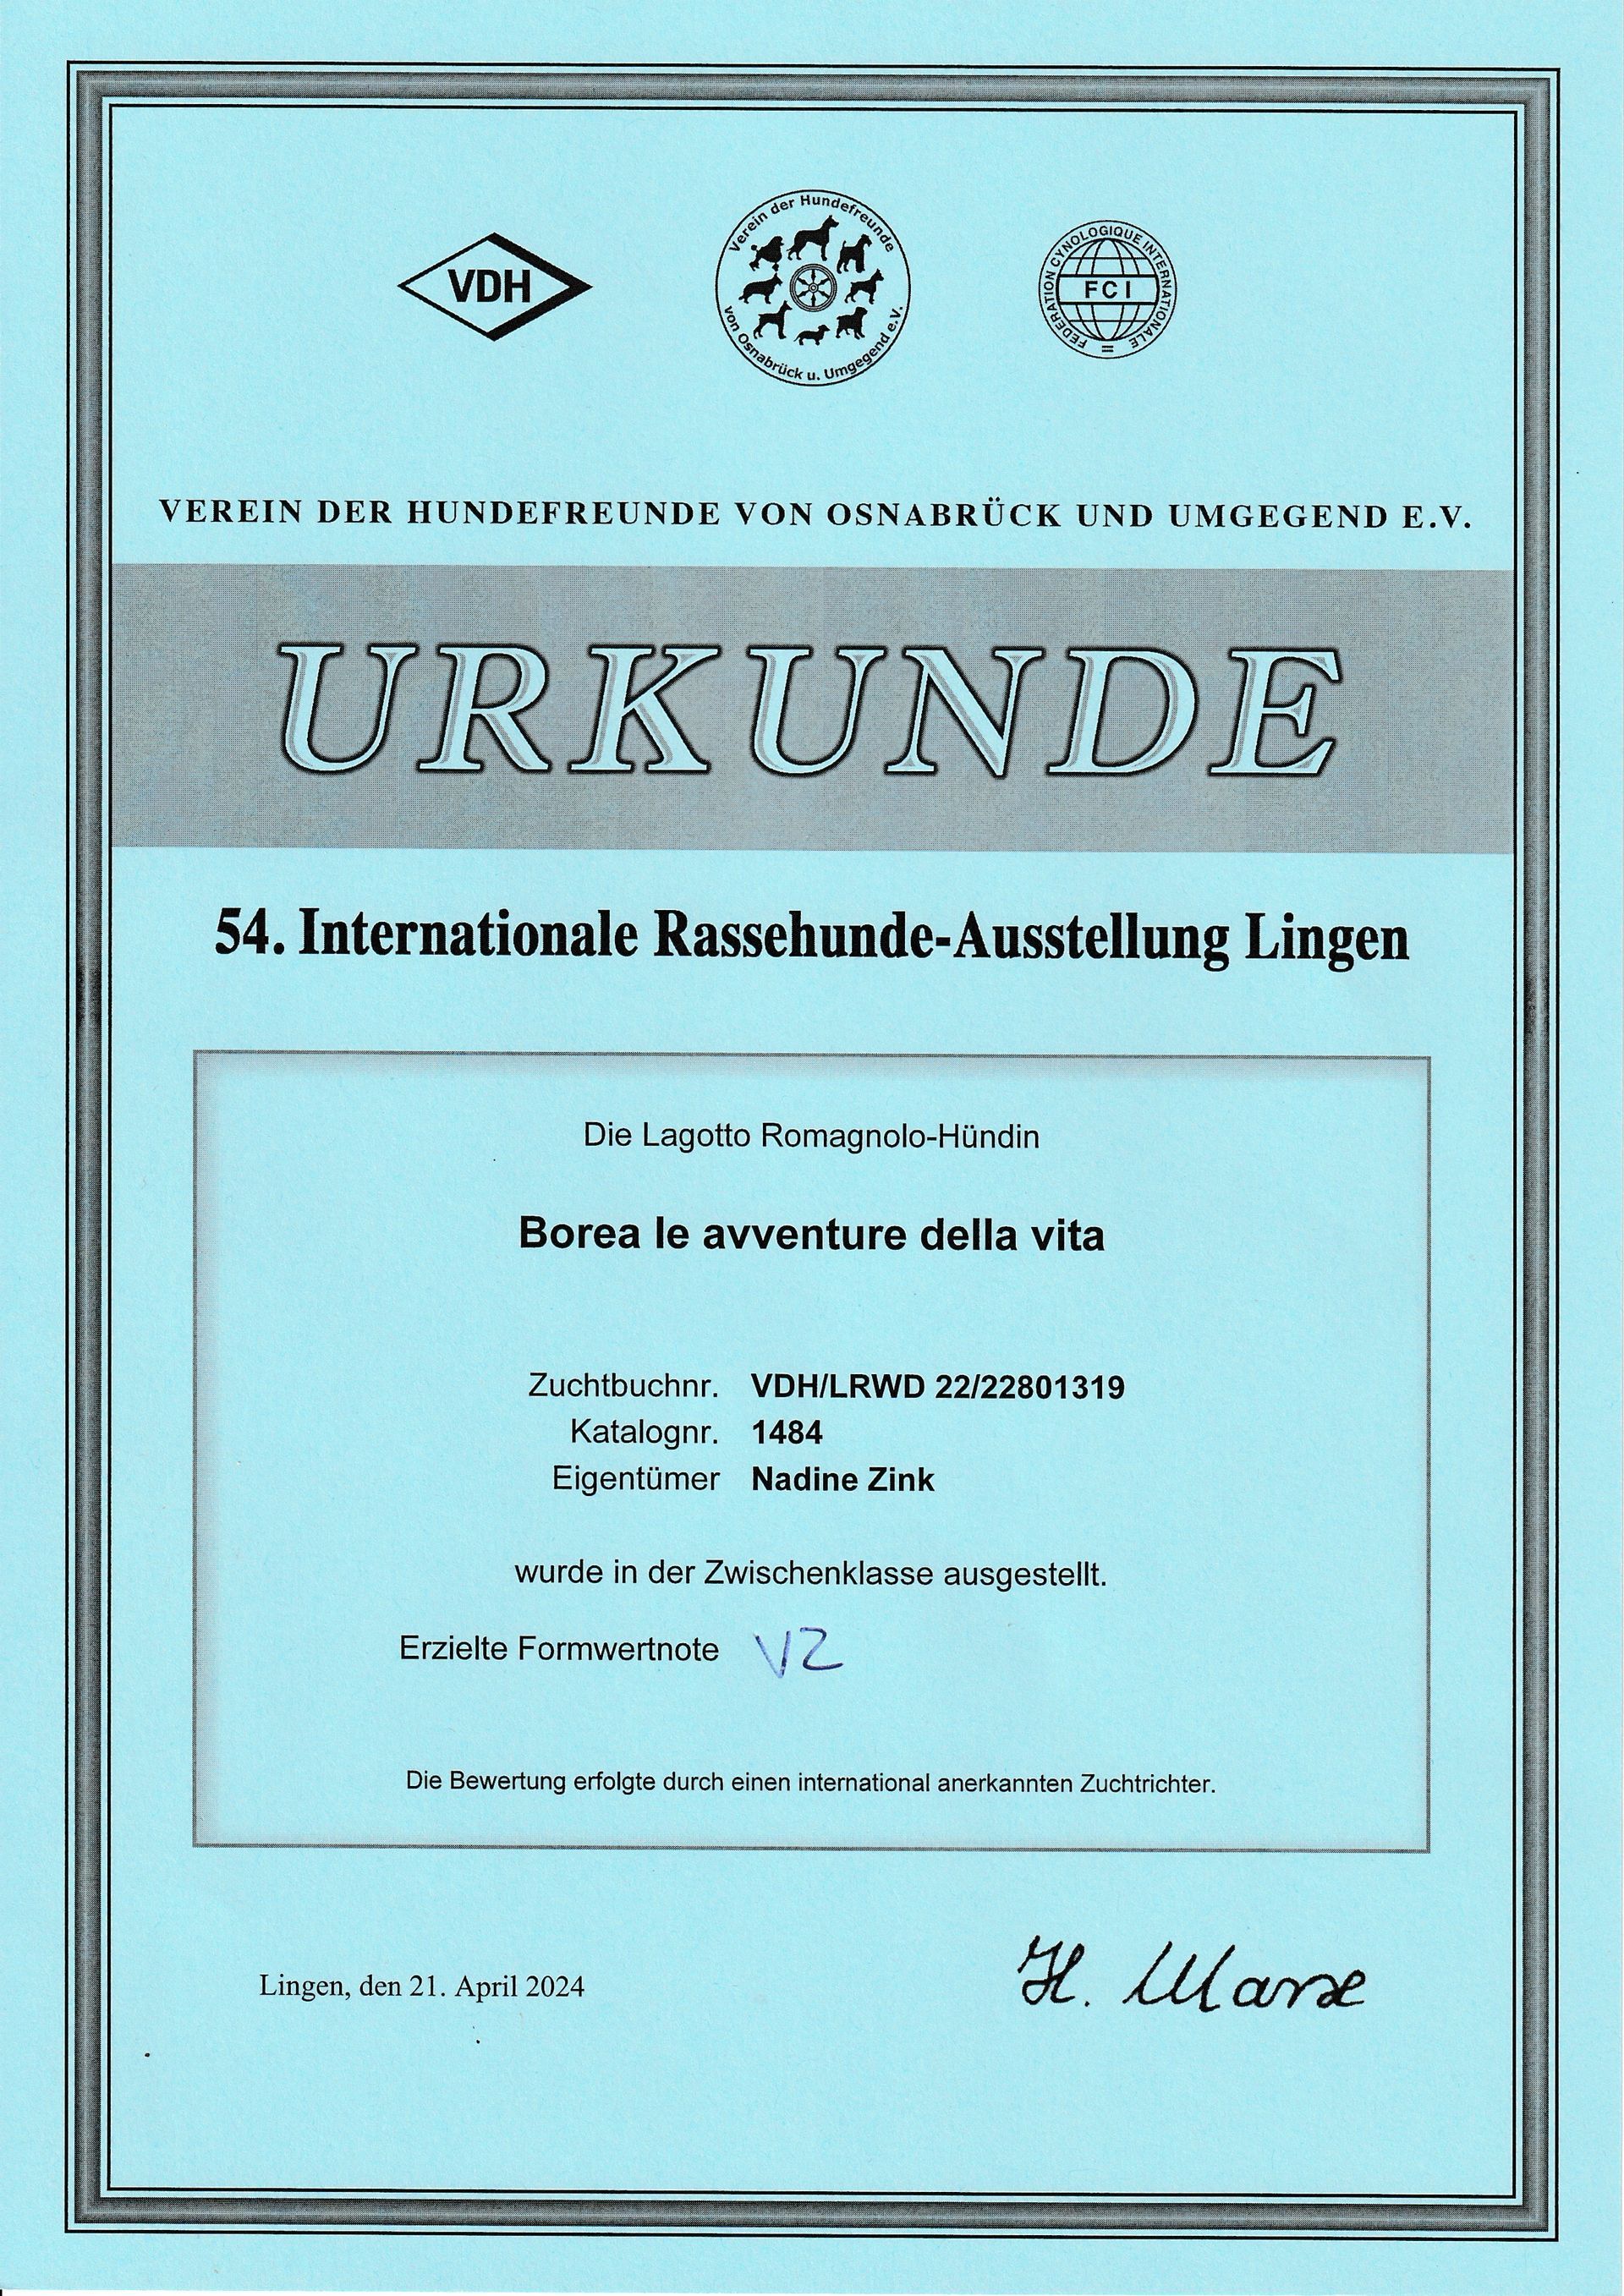 VDH
Verein der Hundefreunde
von Osnabrück u. Umgegend e.V.
FEDERATION CYNOLOGIQUE INTERNATIONALE
FCI
VEREIN DER HUNDEFREUNDE VON OSNABRÜCK UND UMGEGEND E.V.
URKUNDE
54. Internationale Rassehunde-Ausstellung Lingen
Die Lagotto Romagnolo-Hündin
Borea le avventure della vita
Zuchtbuchnr. VDH/LRWD 22/22801319
Katalognr. 1484
Eigentümer Nadine Zink
wurde in der Zwischenklasse ausgestellt.
Erzielte Formwertnote V2
Die Bewertung erfolgte durch einen international anerkannten Zuchtrichter.
Lingen, den 21. April 2024
H.